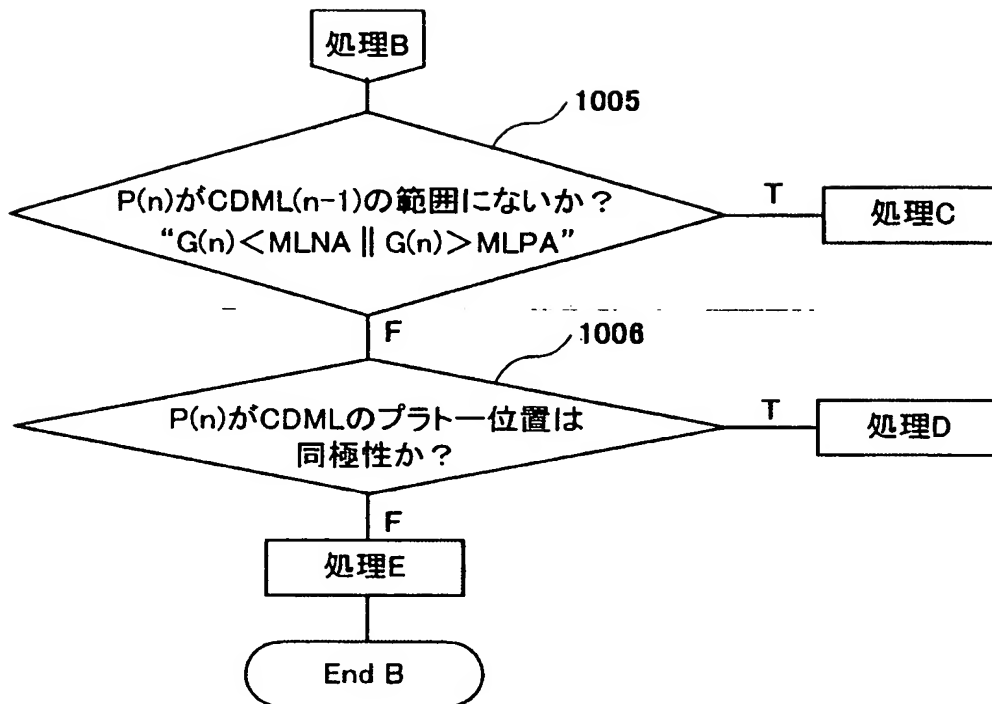 処理B
1005
P(n)がCDML(n-1)の範囲にないか？
“G(n)＜MLNA || G(n)＞MLPA”
T
処理C
F
1006
P(n)がCDMLのプラトー位置は
同極性か？
T
処理D
F
処理E
End B